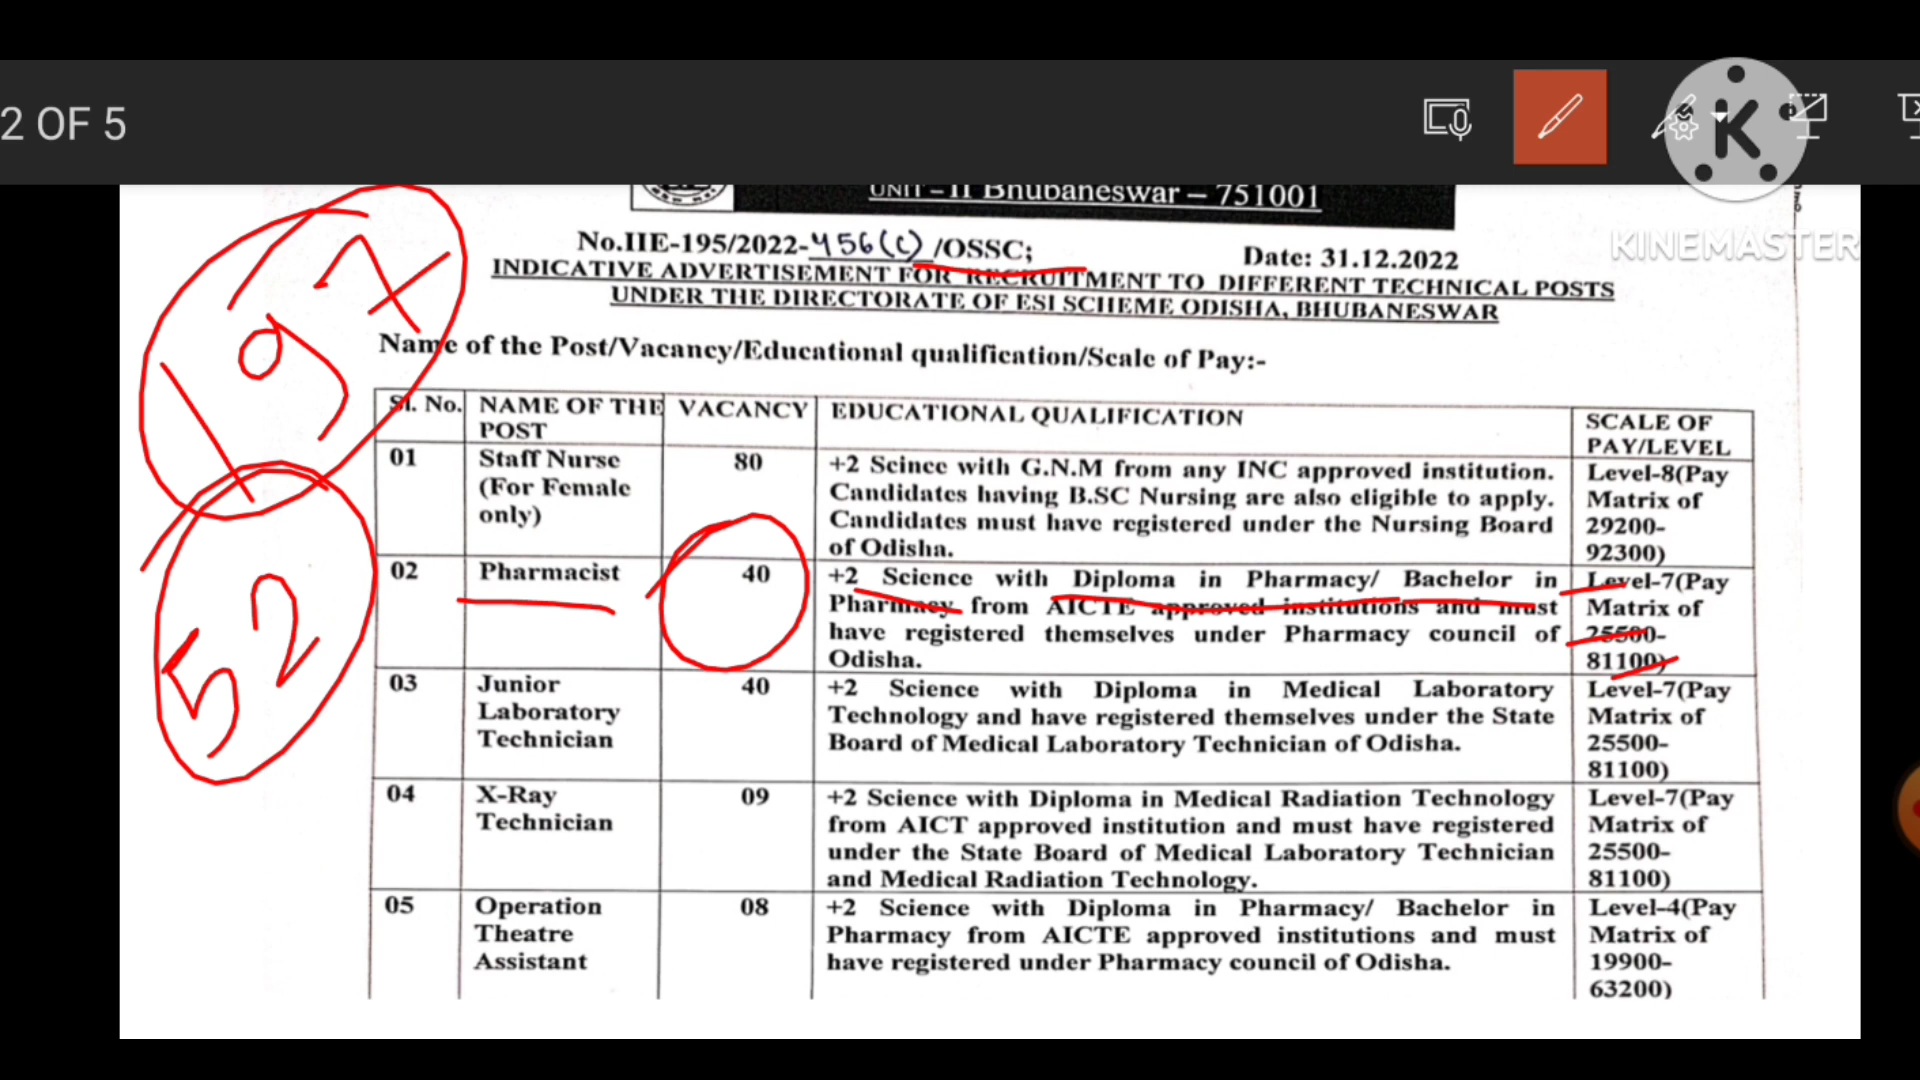 2 OF 5
KINEMASTER
UNIT – II Bhubaneswar – 751001
No.IIE-195/2022-456(c)/OSSC; Date: 31.12.2022
INDICATIVE ADVERTISEMENT FOR RECRUITMENT TO DIFFERENT TECHNICAL POSTS
UNDER THE DIRECTORATE OF ESI SCHEME ODISHA, BHUBANESWAR
Name of the Post/Vacancy/Educational qualification/Scale of Pay:-
197
52
Sl. No.
NAME OF THE
POST
VACANCY
EDUCATIONAL QUALIFICATION
SCALE OF
PAY/LEVEL
01
Staff Nurse
(For Female
only)
80
+2 Scince with G.N.M from any INC approved institution.
Candidates having B.SC Nursing are also eligible to apply.
Candidates must have registered under the Nursing Board
of Odisha.
Level-8(Pay
Matrix of
29200-
92300)
02
Pharmacist
40
+2 Science with Diploma in Pharmacy/ Bachelor in
Pharmacy from AICTE approved institutions and must
have registered themselves under Pharmacy council of
Odisha.
Level-7(Pay
Matrix of
25500-
81100)
03
Junior
Laboratory
Technician
40
+2 Science with Diploma in Medical Laboratory
Technology and have registered themselves under the State
Board of Medical Laboratory Technician of Odisha.
Level-7(Pay
Matrix of
25500-
81100)
04
X-Ray
Technician
09
+2 Science with Diploma in Medical Radiation Technology
from AICT approved institution and must have registered
under the State Board of Medical Laboratory Technician
and Medical Radiation Technology.
Level-7(Pay
Matrix of
25500-
81100)
05
Operation
Theatre
Assistant
08
+2 Science with Diploma in Pharmacy/ Bachelor in
Pharmacy from AICTE approved institutions and must
have registered under Pharmacy council of Odisha.
Level-4(Pay
Matrix of
19900-
63200)